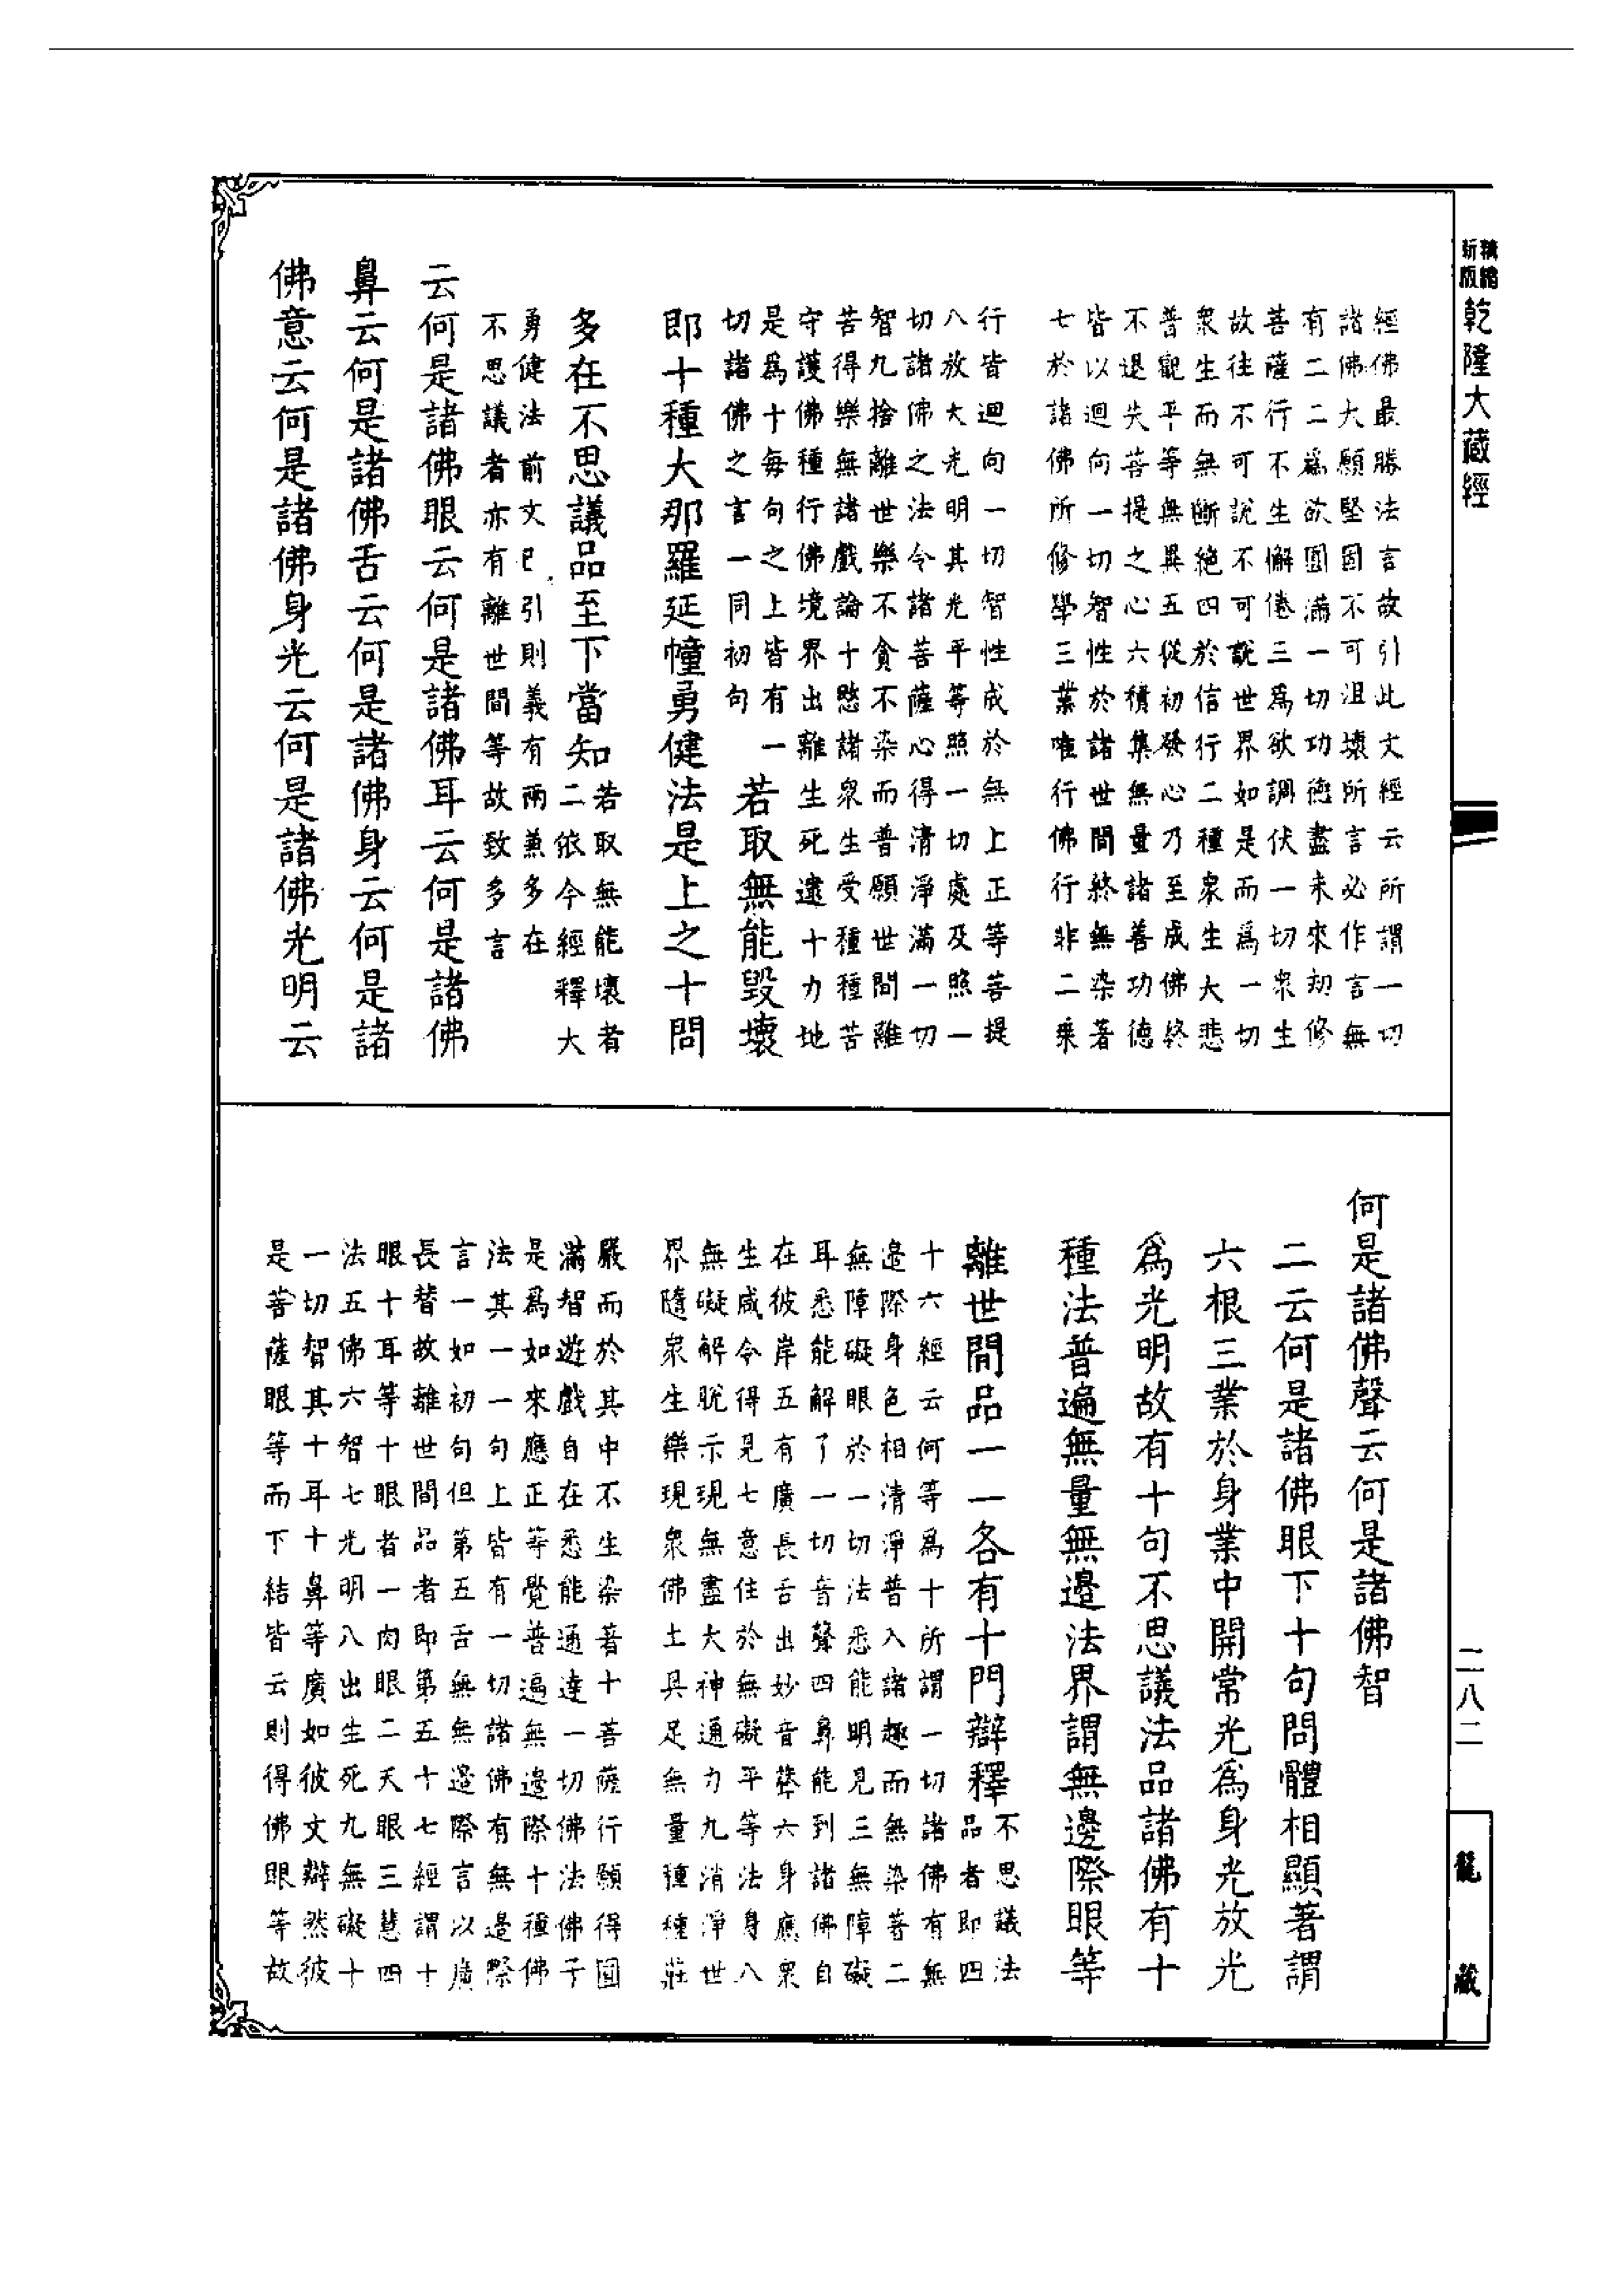 精縮
新版
乾隆大藏經
經佛最勝法言故引此文經云所謂一切
諸佛大願堅固不可沮壞所言必作言無
有二二爲欲圓滿一切功德盡未來劫修
菩薩行不生懈倦三爲欲調伏一切衆生
故往不可說不可說世界如是而爲一切
衆生而無斷絕四於信行二種衆生大悲
普觀平等無異五從初發心乃至成佛終
不退失菩提之心六積集無量諸善功德
皆以迴向一切智性於諸世間終無染著
七於諸佛所修學三業唯行佛行非二乘
行皆迴向一切智性成於無上正等菩提
八放大光明其光平等照一切處及照一
切諸佛之法令諸菩薩心得清淨滿一切
智九捨離世樂不貪不染而普願世間離
苦得樂無諸戲論十愍諸衆生受種種苦
守護佛種行佛境界出離生死逮十力地
是爲十每句之上皆有一
切諸佛之言一同初句
若取無能毀壞
即十種大那羅延幢勇健法是上之十問
多在不思議品至下當知
若取無能壞者
二依今經釋大
勇健法前文已引則義有兩兼多在
不思議者亦有離世間等故致多言
云何是諸佛眼云何是諸佛耳云何是諸佛
鼻云何是諸佛舌云何是諸佛身云何是諸
佛意云何是諸佛身光云何是諸佛光明云
何是諸佛聲云何是諸佛智
二云何是諸佛眼下十句問體相顯著謂
六根三業於身業中開常光爲身光放光
爲光明故有十句不思議法品諸佛有十
種法普遍無量無邊法界謂無邊際眼等
離世間品一一各有十門辯釋
不思議法
品者即四
十六經云何等爲十所謂一切諸佛有無
邊際身色相清淨普入諸趣而無染著二
無障礙眼於一切法悉能明見三無障礙
耳悉能解了一切音聲四鼻能到諸佛自
在彼岸五有廣長舌出妙音聲六身應衆
生咸令得見七意住於無礙平等法身八
無礙解脫示現無盡大神通力九淸淨世
界隨衆生樂現衆佛土具足無量種種莊
嚴而於其中不生染著十菩薩行願得圓
滿智遊戲自在悉能通達一切佛法佛子
是爲如來應正等覺普遍無邊際十種佛
法其一一句上皆有一切諸佛有無邊際
言一如初句但第五舌無無邊際言以廣
長替故離世間品者即第五十七經謂十
眼十耳等十眼者一肉眼二天眼三慧四
法五佛六智七光明八出生死九無礙十
一切智其十耳十鼻等廣如彼文辯然彼
是菩薩眼等而下結皆云則得佛眼等故
二八二
龍藏